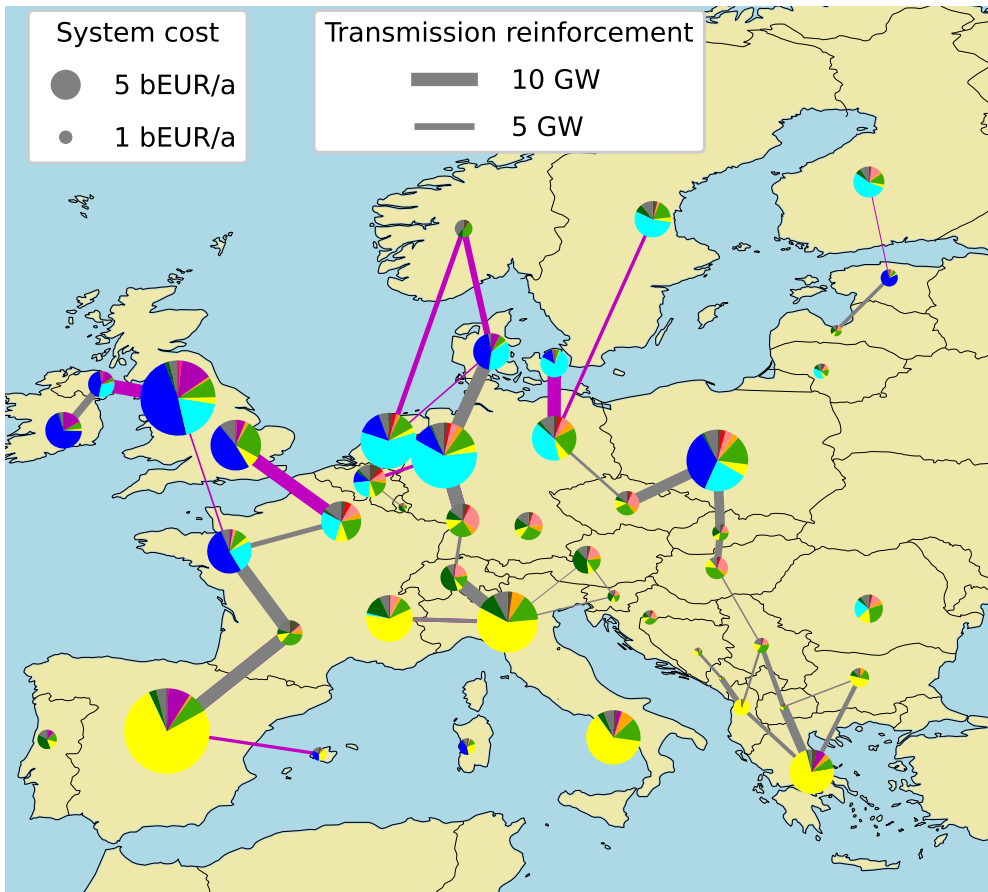 System cost
5 bEUR/a
1 bEUR/a
Transmission reinforcement
10 GW
5 GW